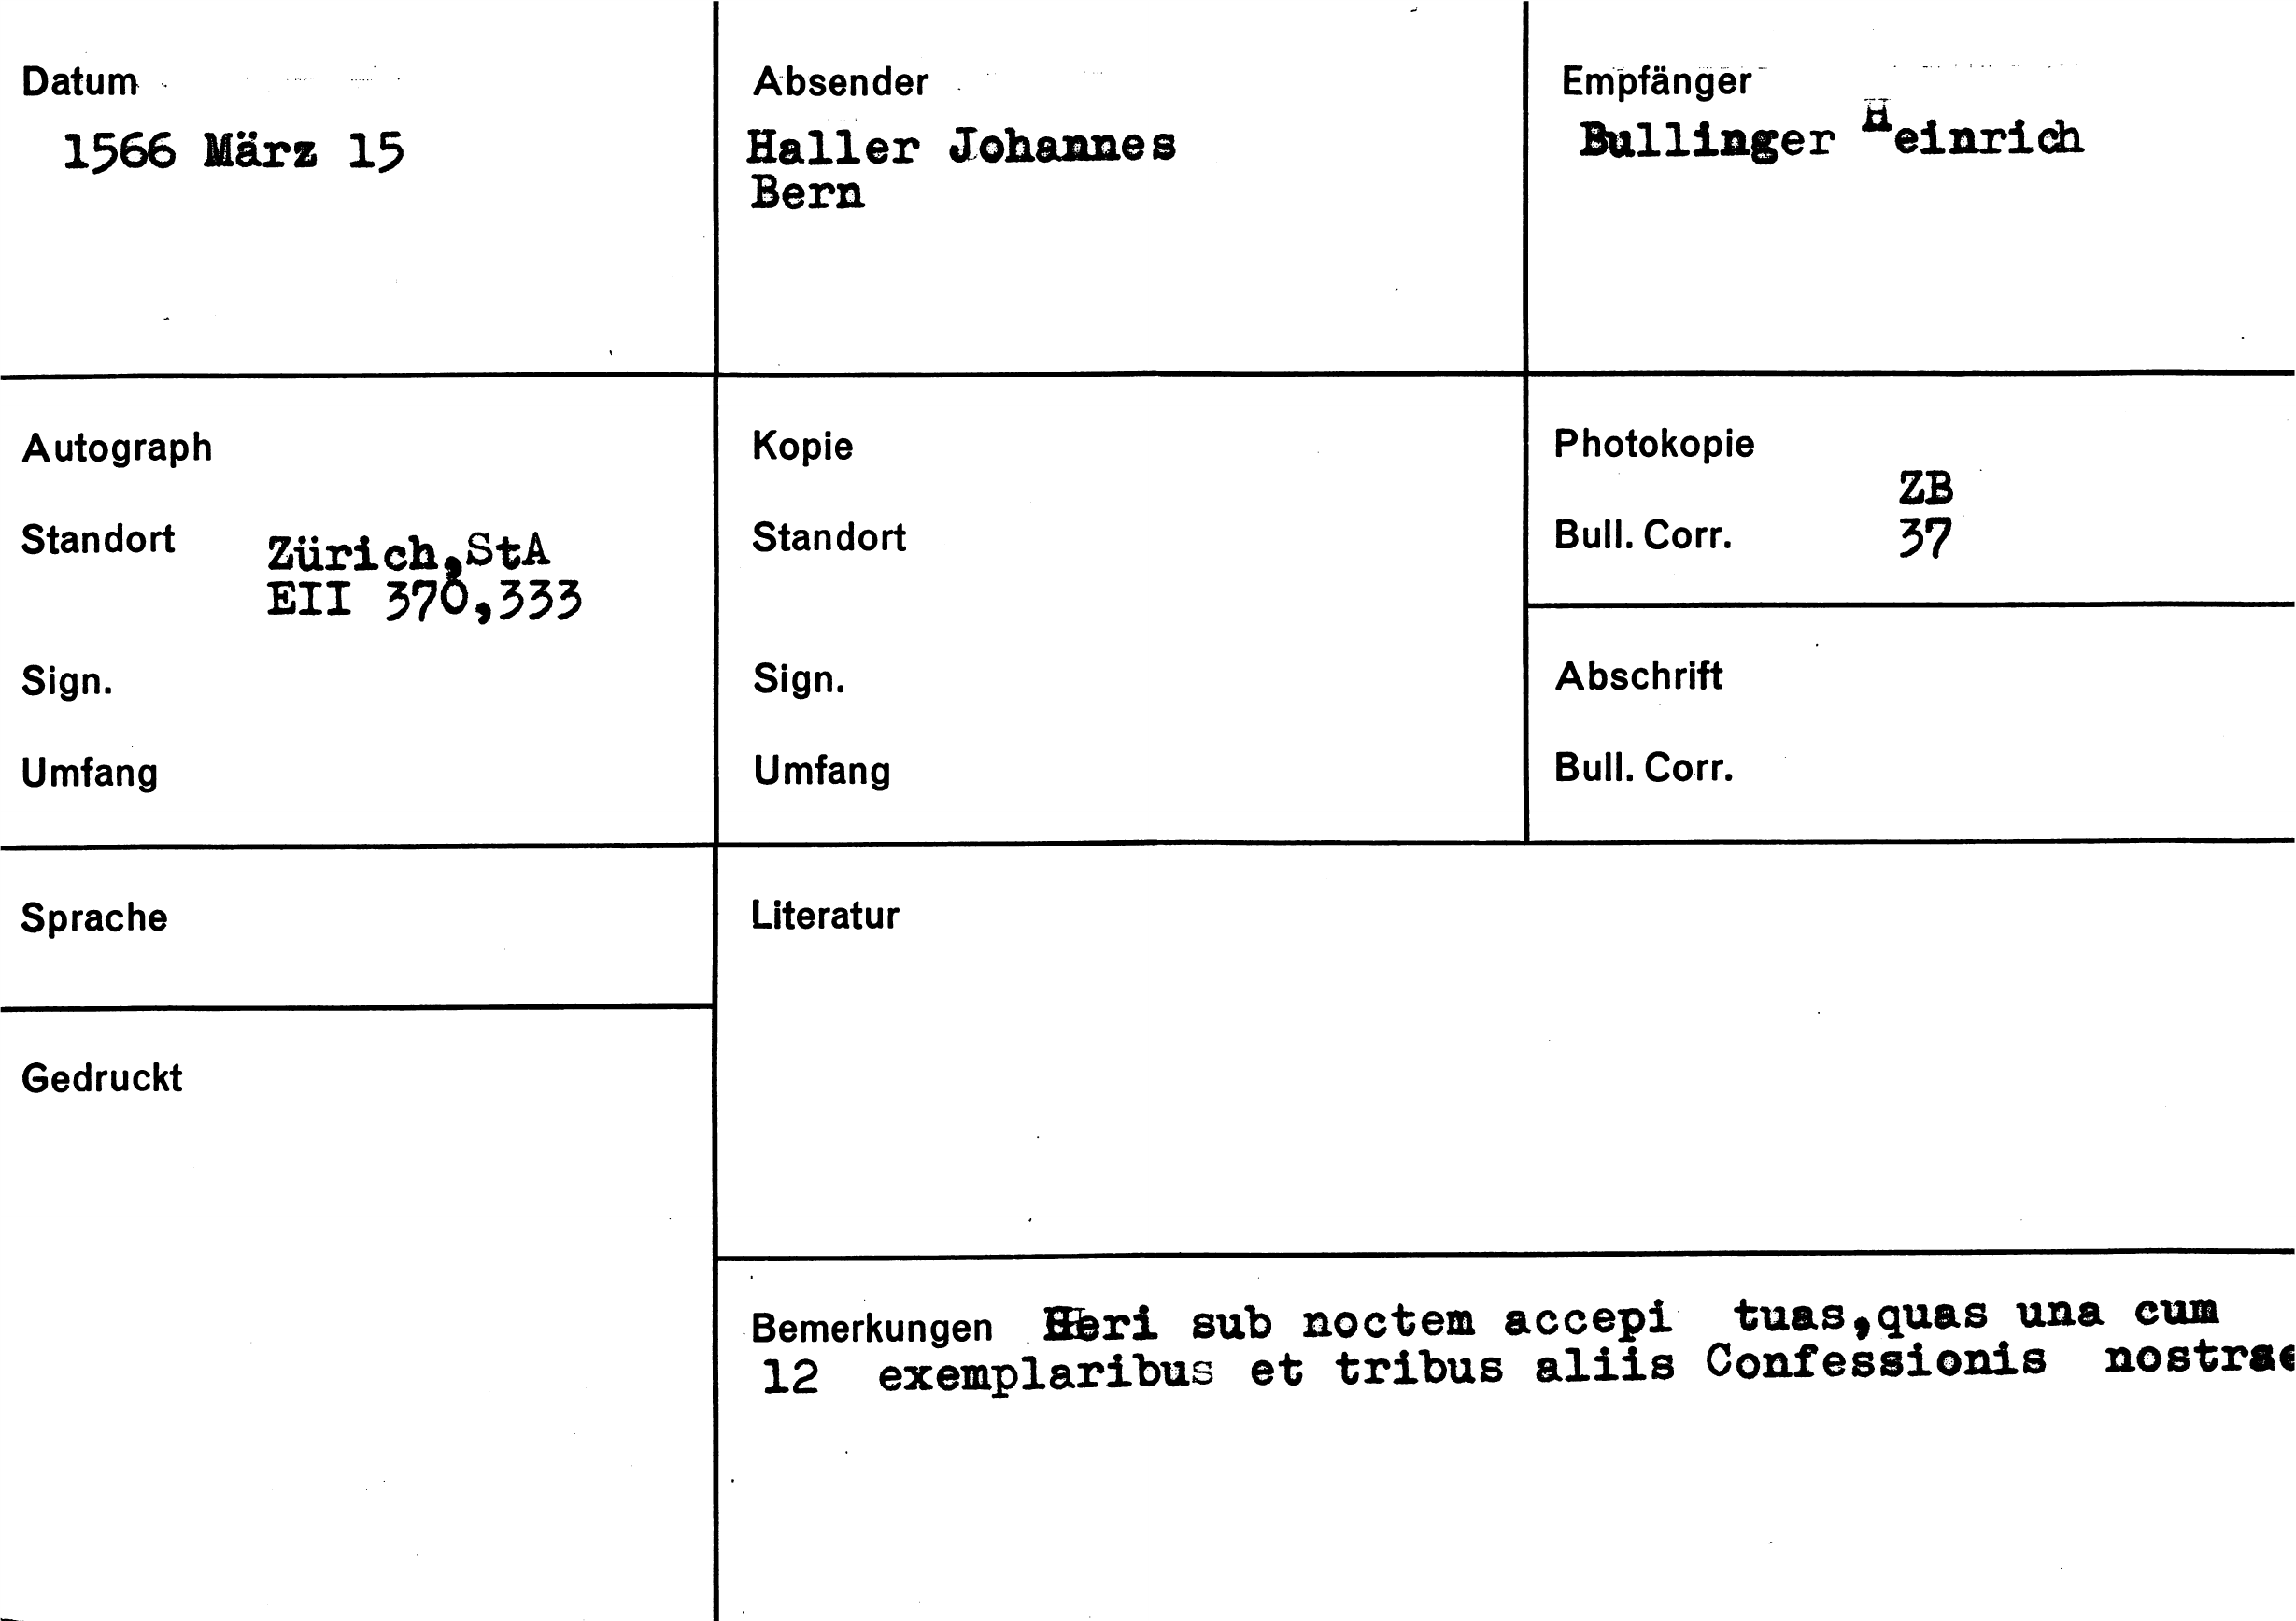 Datum
1566 März 15
Absender
Haller Johannes
Bern
Empfänger
Bullinger Heinrich
Autograph
Standort Zürich,StA
EII 370,333
Sign.
Umfang
Kopie
Standort
Sign.
Umfang
Photokopie
ZB
Bull. Corr. 37
Abschrift
Bull. Corr.
Sprache
Gedruckt
Literatur
Bemerkungen Heri sub noctem accepi tuas,quas una cum
12 exemplaribus et tribus aliis Confessionis nostrae